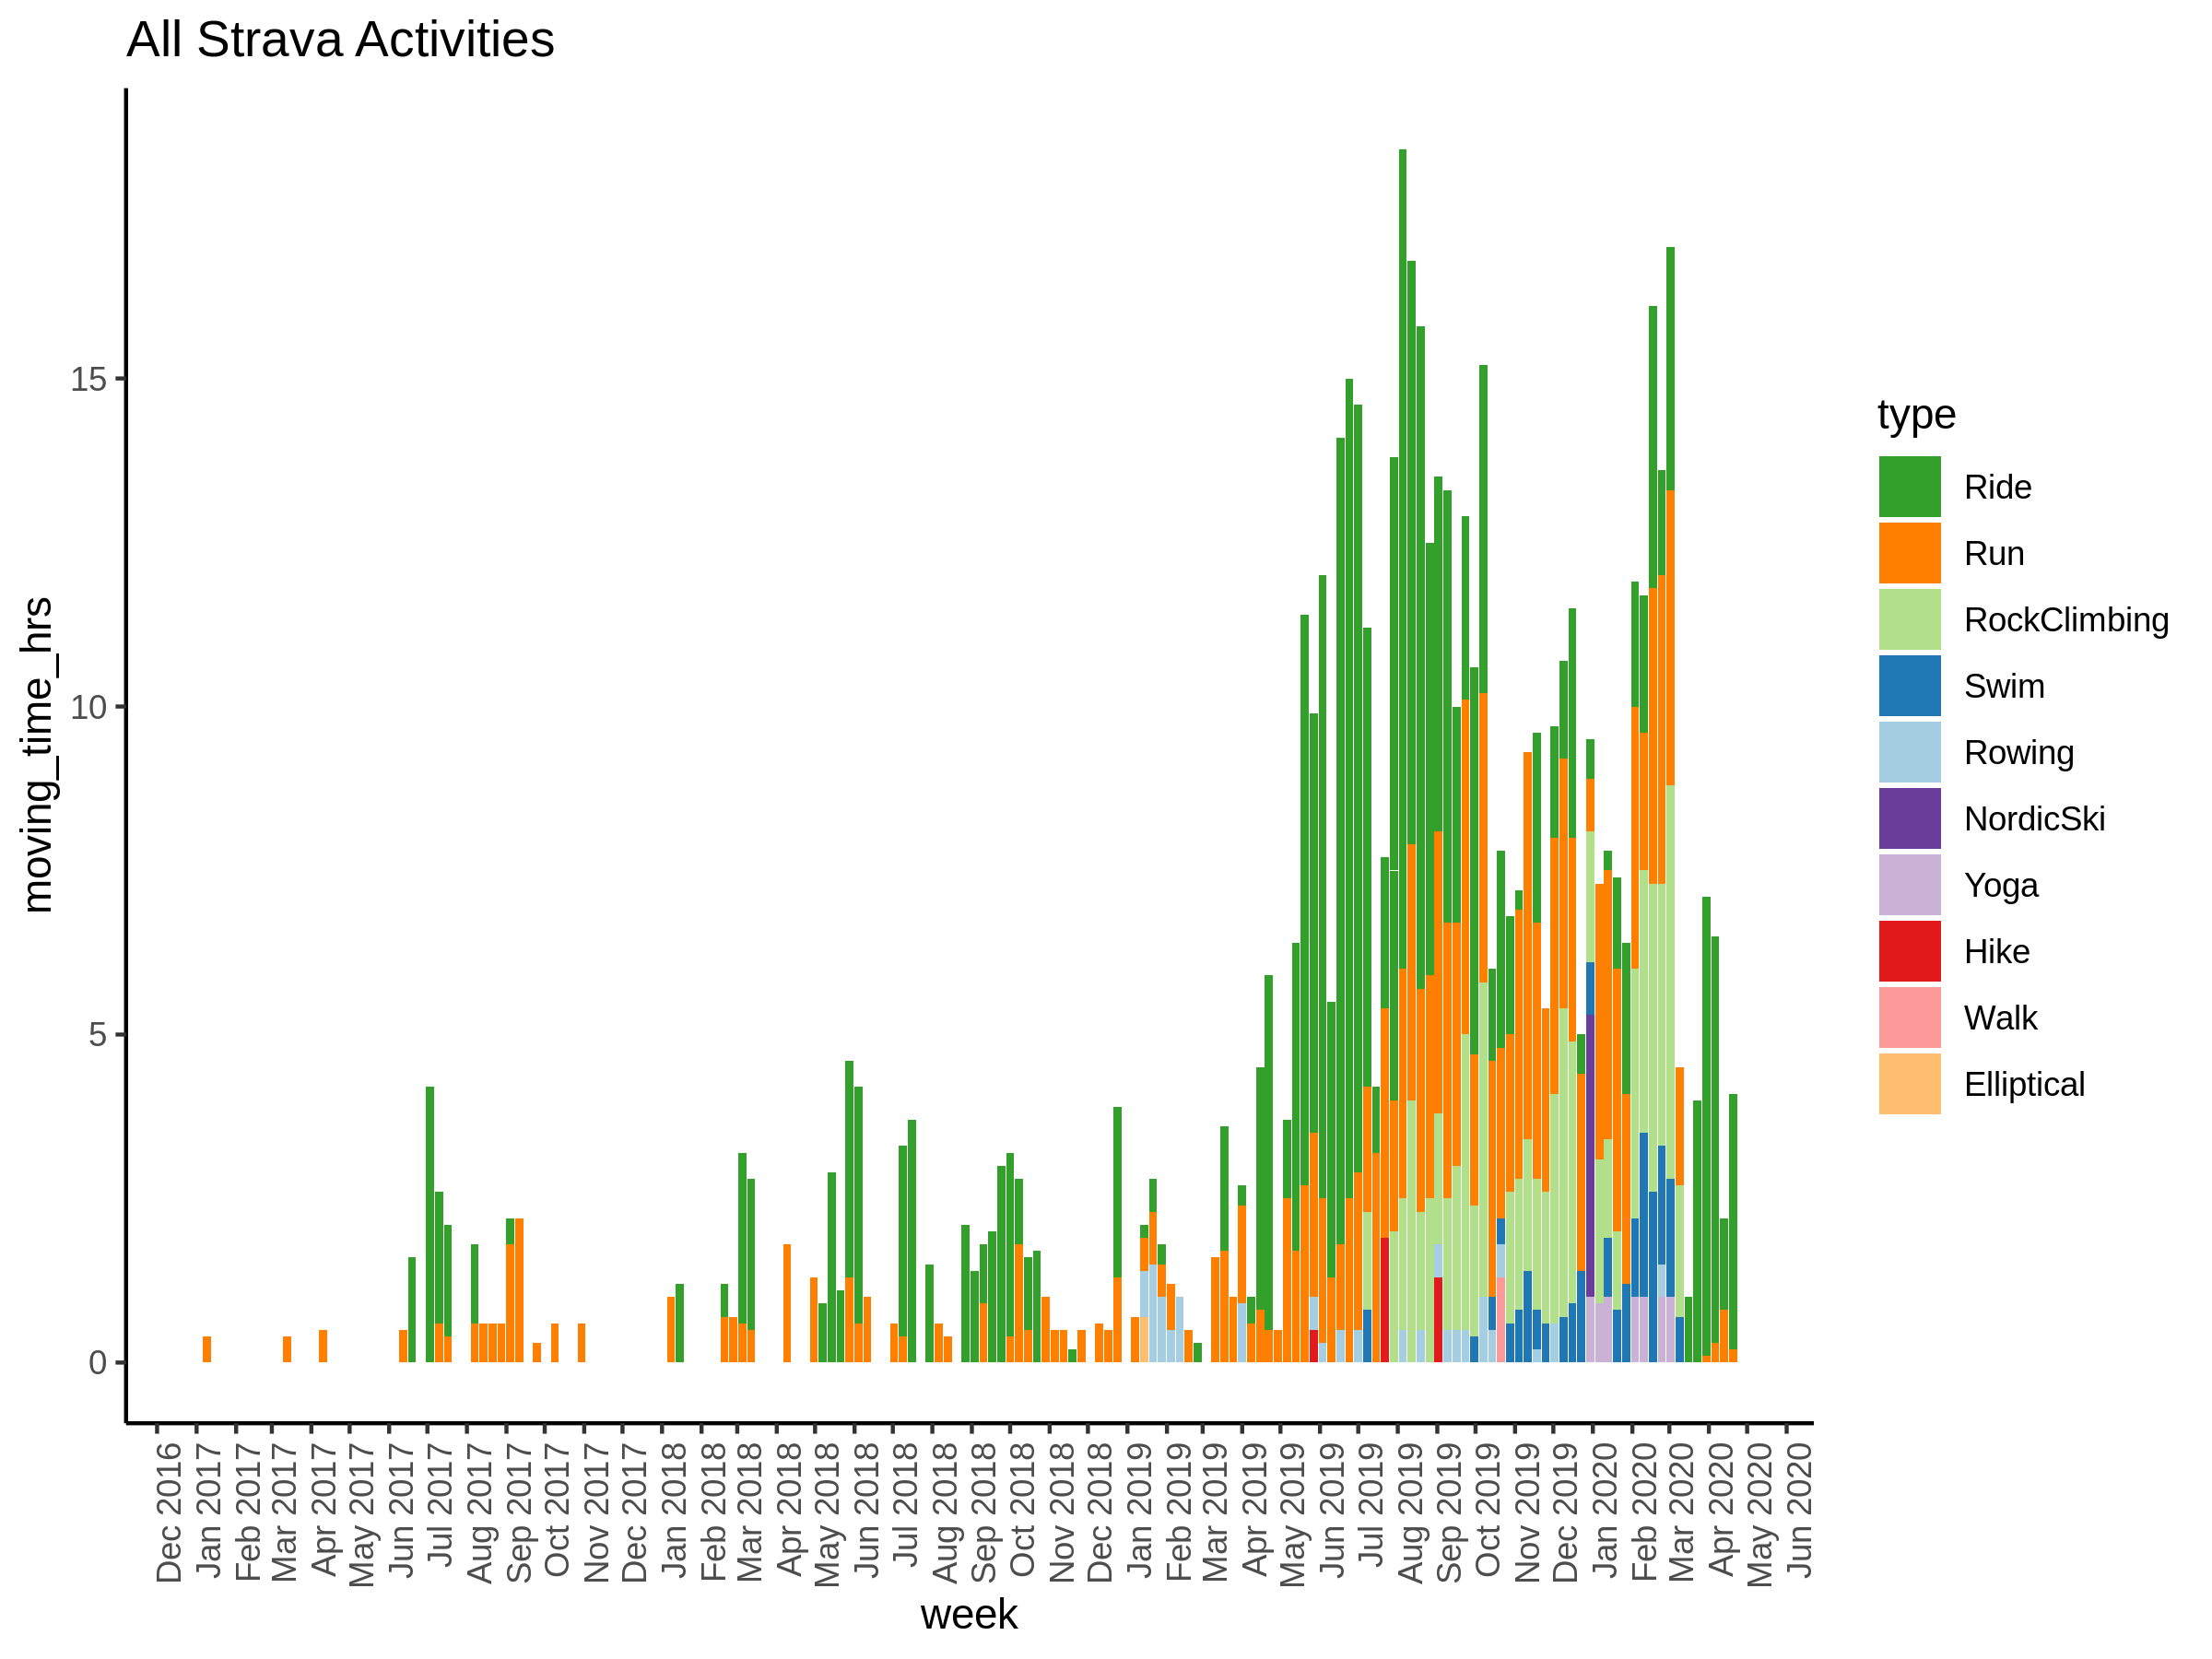 All Strava Activities
moving_time_hrs
15
10
5
0
Dec 2016
Jan 2017
Feb 2017
Mar 2017
Apr 2017
May 2017
Jun 2017
Jul 2017
Aug 2017
Sep 2017
Oct 2017
Nov 2017
Dec 2017
Jan 2018
Feb 2018
Mar 2018
Apr 2018
May 2018
Jun 2018
Jul 2018
Aug 2018
Sep 2018
Oct 2018
Nov 2018
Dec 2018
Jan 2019
Feb 2019
Mar 2019
Apr 2019
May 2019
Jun 2019
Jul 2019
Aug 2019
Sep 2019
Oct 2019
Nov 2019
Dec 2019
Jan 2020
Feb 2020
Mar 2020
Apr 2020
May 2020
Jun 2020
week
type
Ride
Run
RockClimbing
Swim
Rowing
NordicSki
Yoga
Hike
Walk
Elliptical